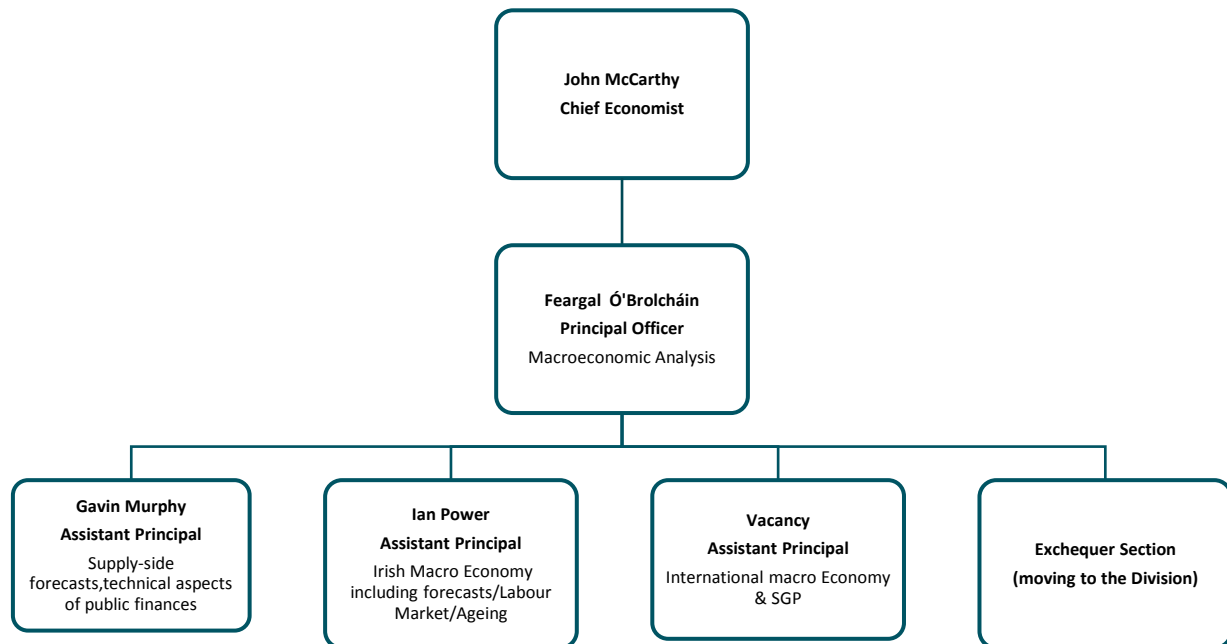 John McCarthy
Chief Economist
Feargal Ó'Brolcháin
Principal Officer
Macroeconomic Analysis
Gavin Murphy
Assistant Principal
Supply-side
forecasts,technical aspects
of public finances
Ian Power
Assistant Principal
Irish Macro Economy
including forecasts/Labour
Market/Ageing
Vacancy
Assistant Principal
International macro Economy
& SGP
Exchequer Section
(moving to the Division)